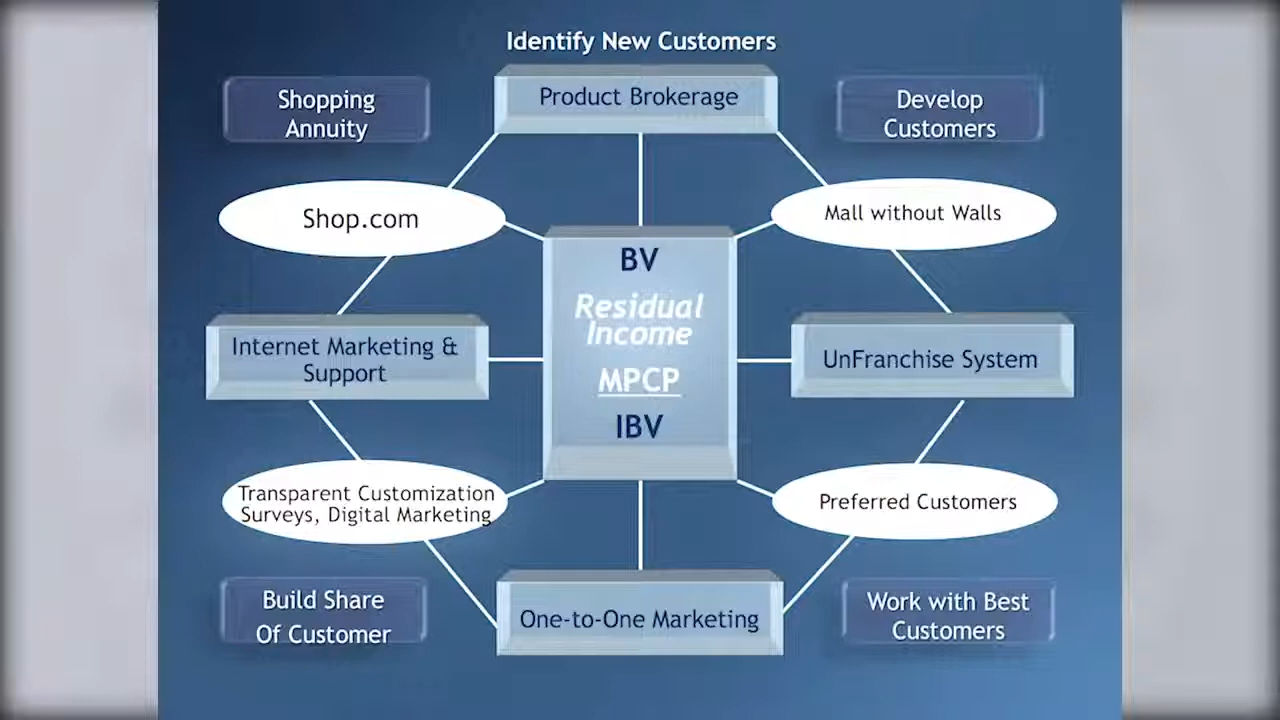 Identify New Customers
Shopping
Annuity
Product Brokerage
Develop
Customers
Shop.com
Mall without Walls
BV
Residual
Income
MPCP
IBV
Internet Marketing &
Support
UnFranchise System
Transparent Customization
Surveys, Digital Marketing
Preferred Customers
Build Share
Of Customer
One-to-One Marketing
Work with Best
Customers